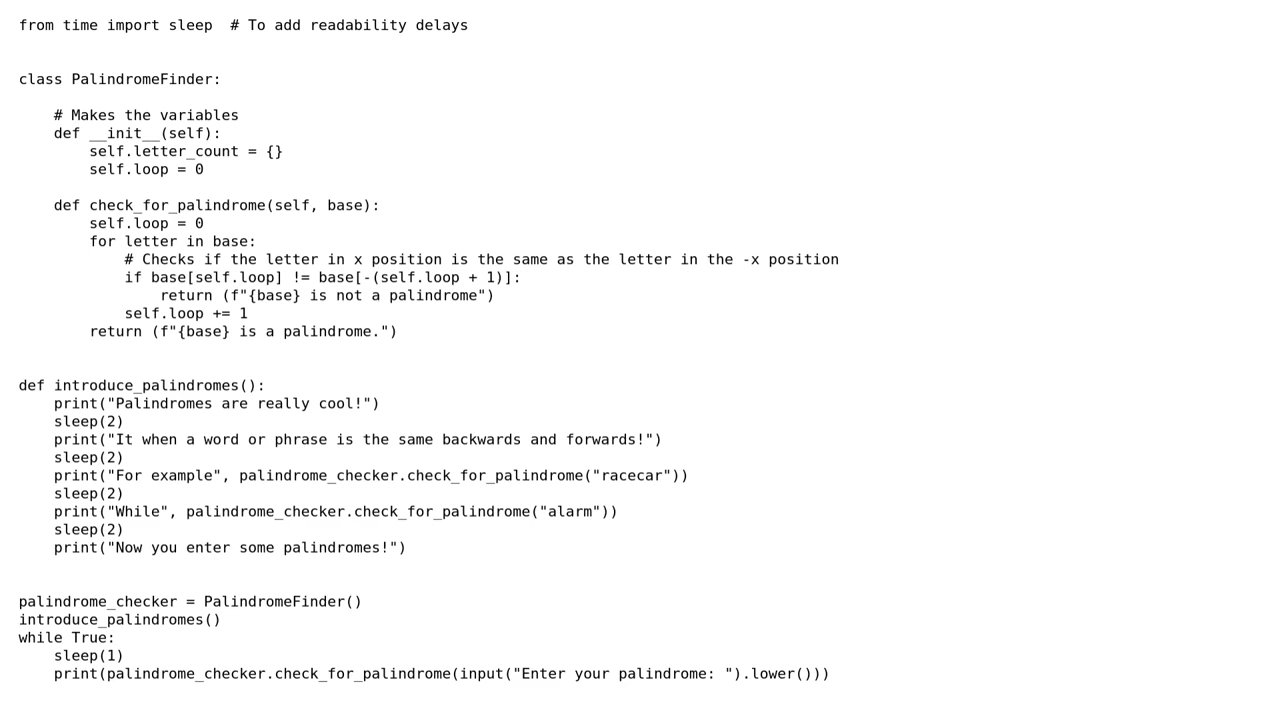 from time import sleep  # To add readability delays


class PalindromeFinder:

    # Makes the variables
    def __init__(self):
        self.letter_count = {}
        self.loop = 0

    def check_for_palindrome(self, base):
        self.loop = 0
        for letter in base:
            # Checks if the letter in x position is the same as the letter in the -x position
            if base[self.loop] != base[-(self.loop + 1)]:
                return (f"{base} is not a palindrome")
            self.loop += 1
        return (f"{base} is a palindrome.")


def introduce_palindromes():
    print("Palindromes are really cool!")
    sleep(2)
    print("It when a word or phrase is the same backwards and forwards!")
    sleep(2)
    print("For example", palindrome_checker.check_for_palindrome("racecar"))
    sleep(2)
    print("While", palindrome_checker.check_for_palindrome("alarm"))
    sleep(2)
    print("Now you enter some palindromes!")


palindrome_checker = PalindromeFinder()
introduce_palindromes()
while True:
    sleep(1)
    print(palindrome_checker.check_for_palindrome(input("Enter your palindrome: ").lower()))